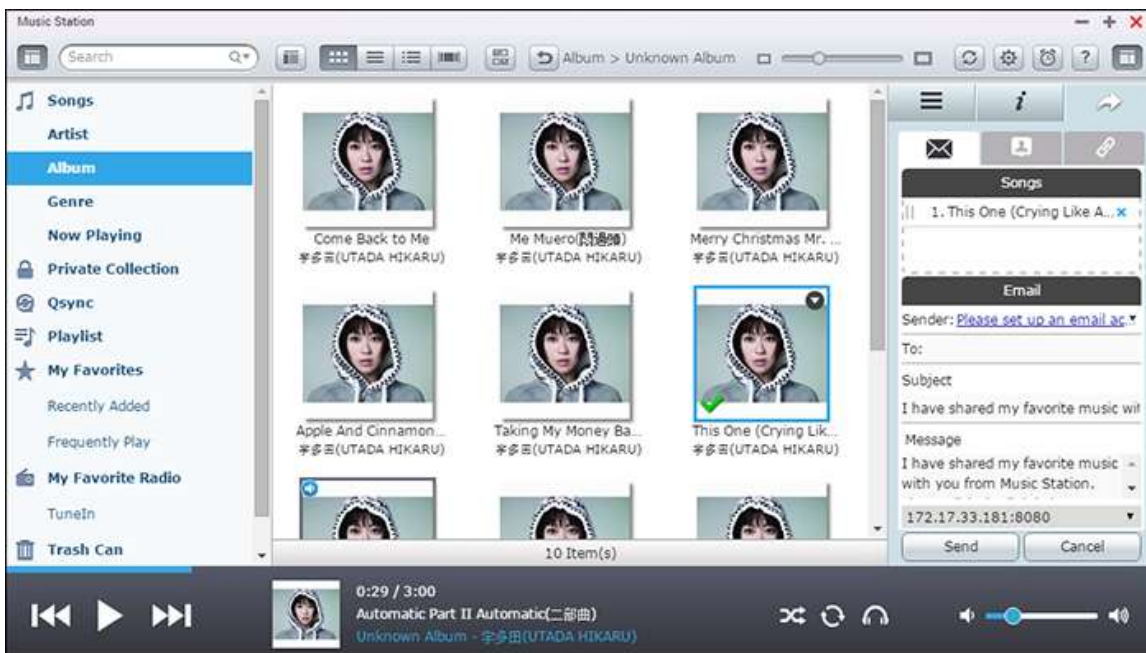 Music Station
Search
Album > Unknown Album
?
Songs
Artist
Album
Genre
Now Playing
Private Collection
Qsync
Playlist
My Favorites
Recently Added
Frequently Play
My Favorite Radio
TuneIn
Trash Can
Come Back to Me
宇多田(UTADA HIKARU)
Me Muero
宇多田(UTADA HIKARU)
Merry Christmas Mr. ...
宇多田(UTADA HIKARU)
Apple And Cinnamon...
宇多田(UTADA HIKARU)
Taking My Money Ba...
宇多田(UTADA HIKARU)
This One (Crying Lik...
宇多田(UTADA HIKARU)
10 Item(s)
i
Songs
1. This One (Crying Like A...
Email
Sender: Please set up an email ac
To:
Subject
I have shared my favorite music wit
Message
I have shared my favorite music
with you from Music Station.
172.17.33.181:8080
Send
Cancel
0:29 / 3:00
Automatic Part II Automatic(二部曲)
Unknown Album - 宇多田(UTADA HIKARU)